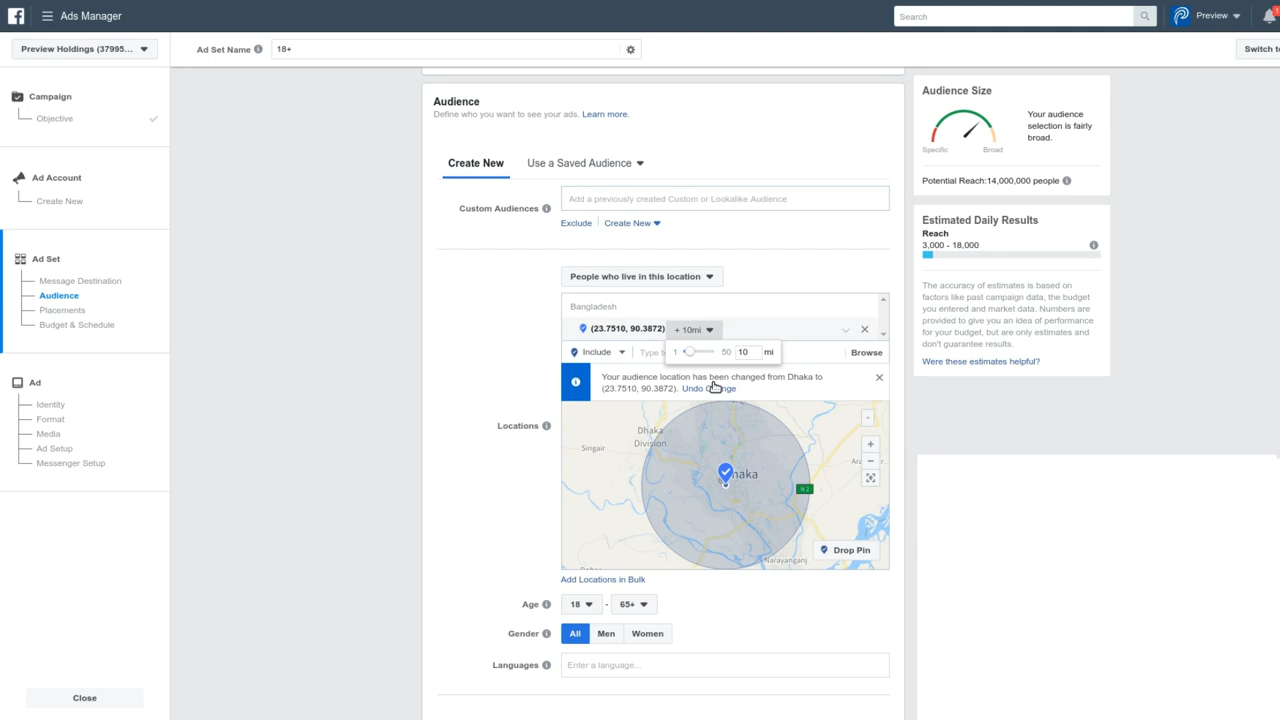 Ads Manager
Search
Preview
Preview Holdings (37995...
Ad Set Name
18+
Switch to
Campaign
Objective
Ad Account
Create New
Ad Set
Message Destination
Audience
Placements
Budget & Schedule
Ad
Identity
Format
Media
Ad Setup
Messenger Setup
Close
Audience
Define who you want to see your ads. Learn more.
Create New
Use a Saved Audience
Custom Audiences
Add a previously created Custom or Lookalike Audience
Exclude
Create New
People who live in this location
Bangladesh
(23.7510, 90.3872)
+ 10mi
Include
1
50
10
mi
Browse
Your audience location has been changed from Dhaka to
(23.7510, 90.3872). Undo
Locations
Dhaka
Division
Singair
N 2
Narayanganj
Drop Pin
Add Locations in Bulk
Age
18
-
65+
Gender
All
Men
Women
Languages
Enter a language...
Audience Size
Your audience
selection is fairly
broad.
Specific
Broad
Potential Reach:14,000,000 people
Estimated Daily Results
Reach
3,000 - 18,000
The accuracy of estimates is based on
factors like past campaign data, the budget
you entered and market data. Numbers are
provided to give you an idea of performance
for your budget, but are only estimates and
don't guarantee results.
Were these estimates helpful?